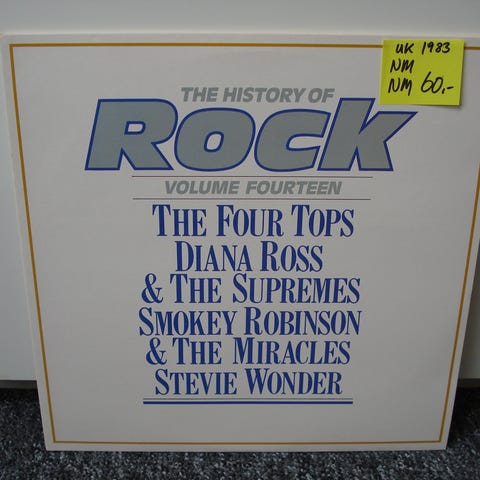 UK 1983
NM
NM 60,-
THE HISTORY OF
ROCK
VOLUME FOURTEEN
THE FOUR TOPS
DIANA ROSS
& THE SUPREMES
SMOKEY ROBINSON
& THE MIRACLES
STEVIE WONDER